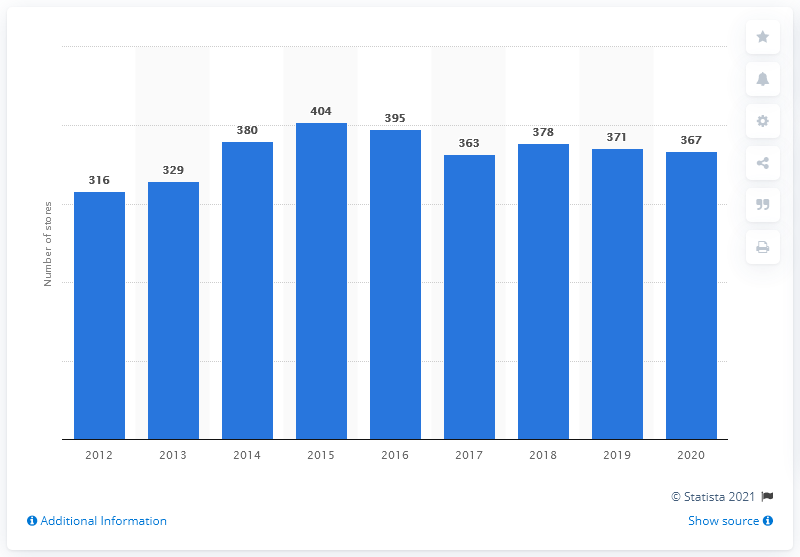 404
395
380
378
371
367
363
329
316
Number of stores
2012 2013 2014 2015 2016 2017 2018 2019 2020
© Statista 2021
Additional Information
Show source